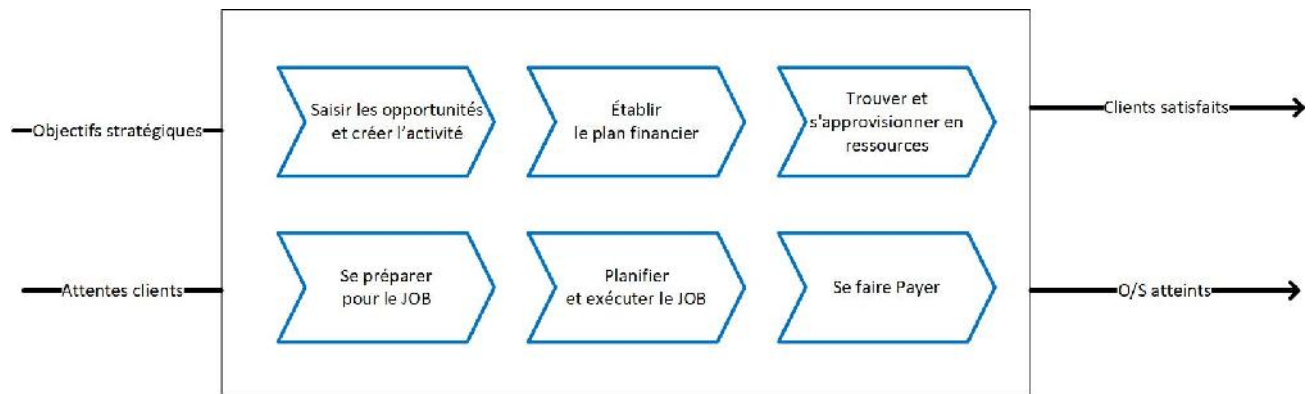 Saisir les opportunités
et créer l'activité
Établir
le plan financier
Trouver et
s'approvisionner en
ressources
Objectifs stratégiques
Clients satisfaits
Se préparer
pour le JOB
Planifier
et exécuter le JOB
Se faire Payer
Attentes clients
O/S atteints